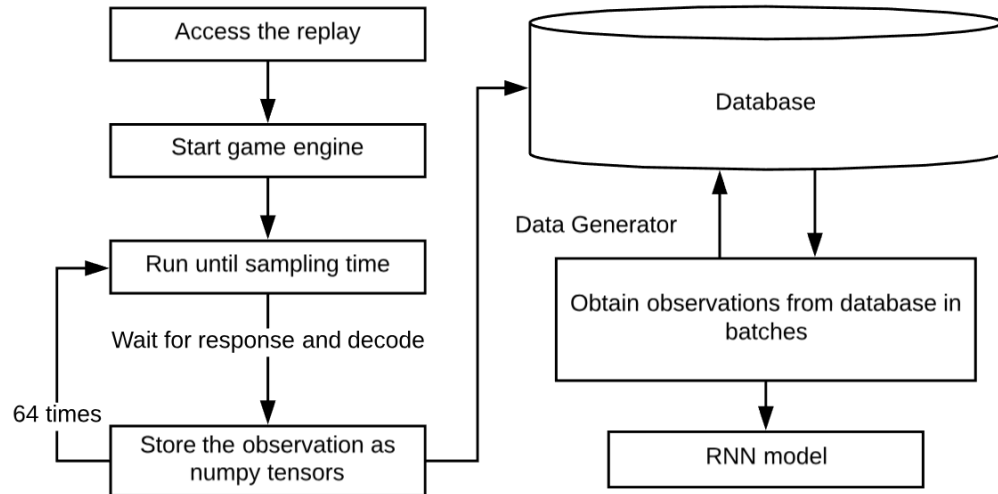 Access the replay
Start game engine
Run until sampling time
Wait for response and decode
64 times
Store the observation as
numpy tensors
Database
Data Generator
Obtain observations from database in
batches
RNN model